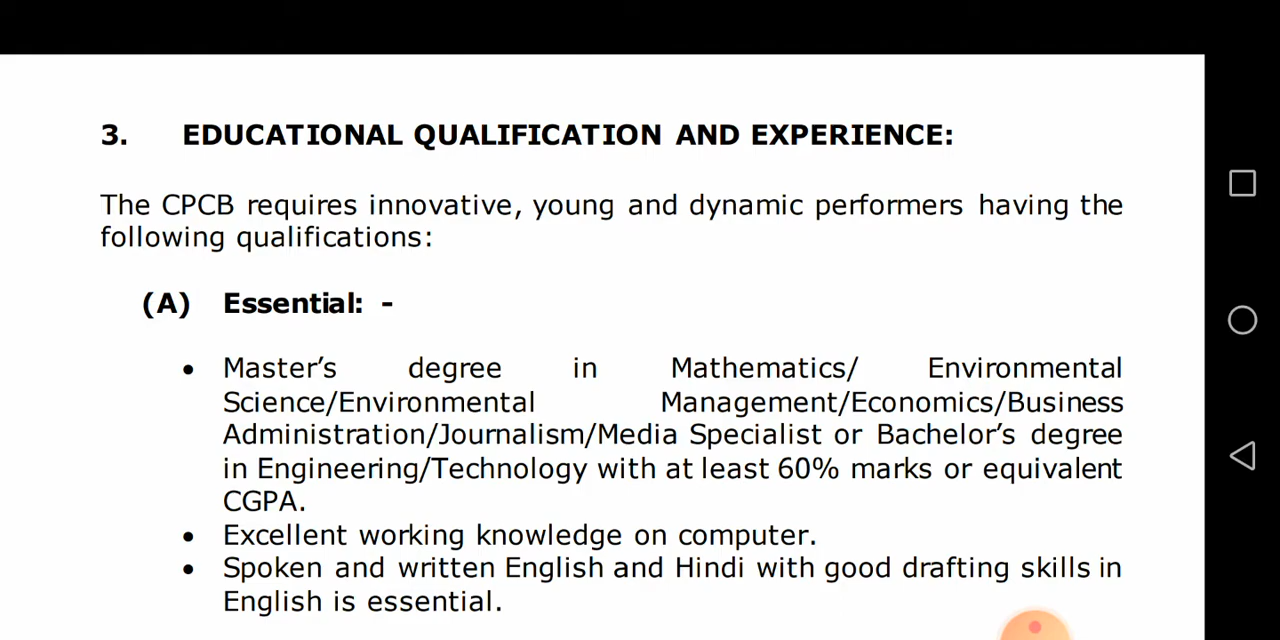 3. EDUCATIONAL QUALIFICATION AND EXPERIENCE:
The CPCB requires innovative, young and dynamic performers having the
following qualifications:
(A) Essential: -
• Master’s degree in Mathematics/ Environmental
Science/Environmental Management/Economics/Business
Administration/Journalism/Media Specialist or Bachelor’s degree
in Engineering/Technology with at least 60% marks or equivalent
CGPA.
• Excellent working knowledge on computer.
• Spoken and written English and Hindi with good drafting skills in
English is essential.